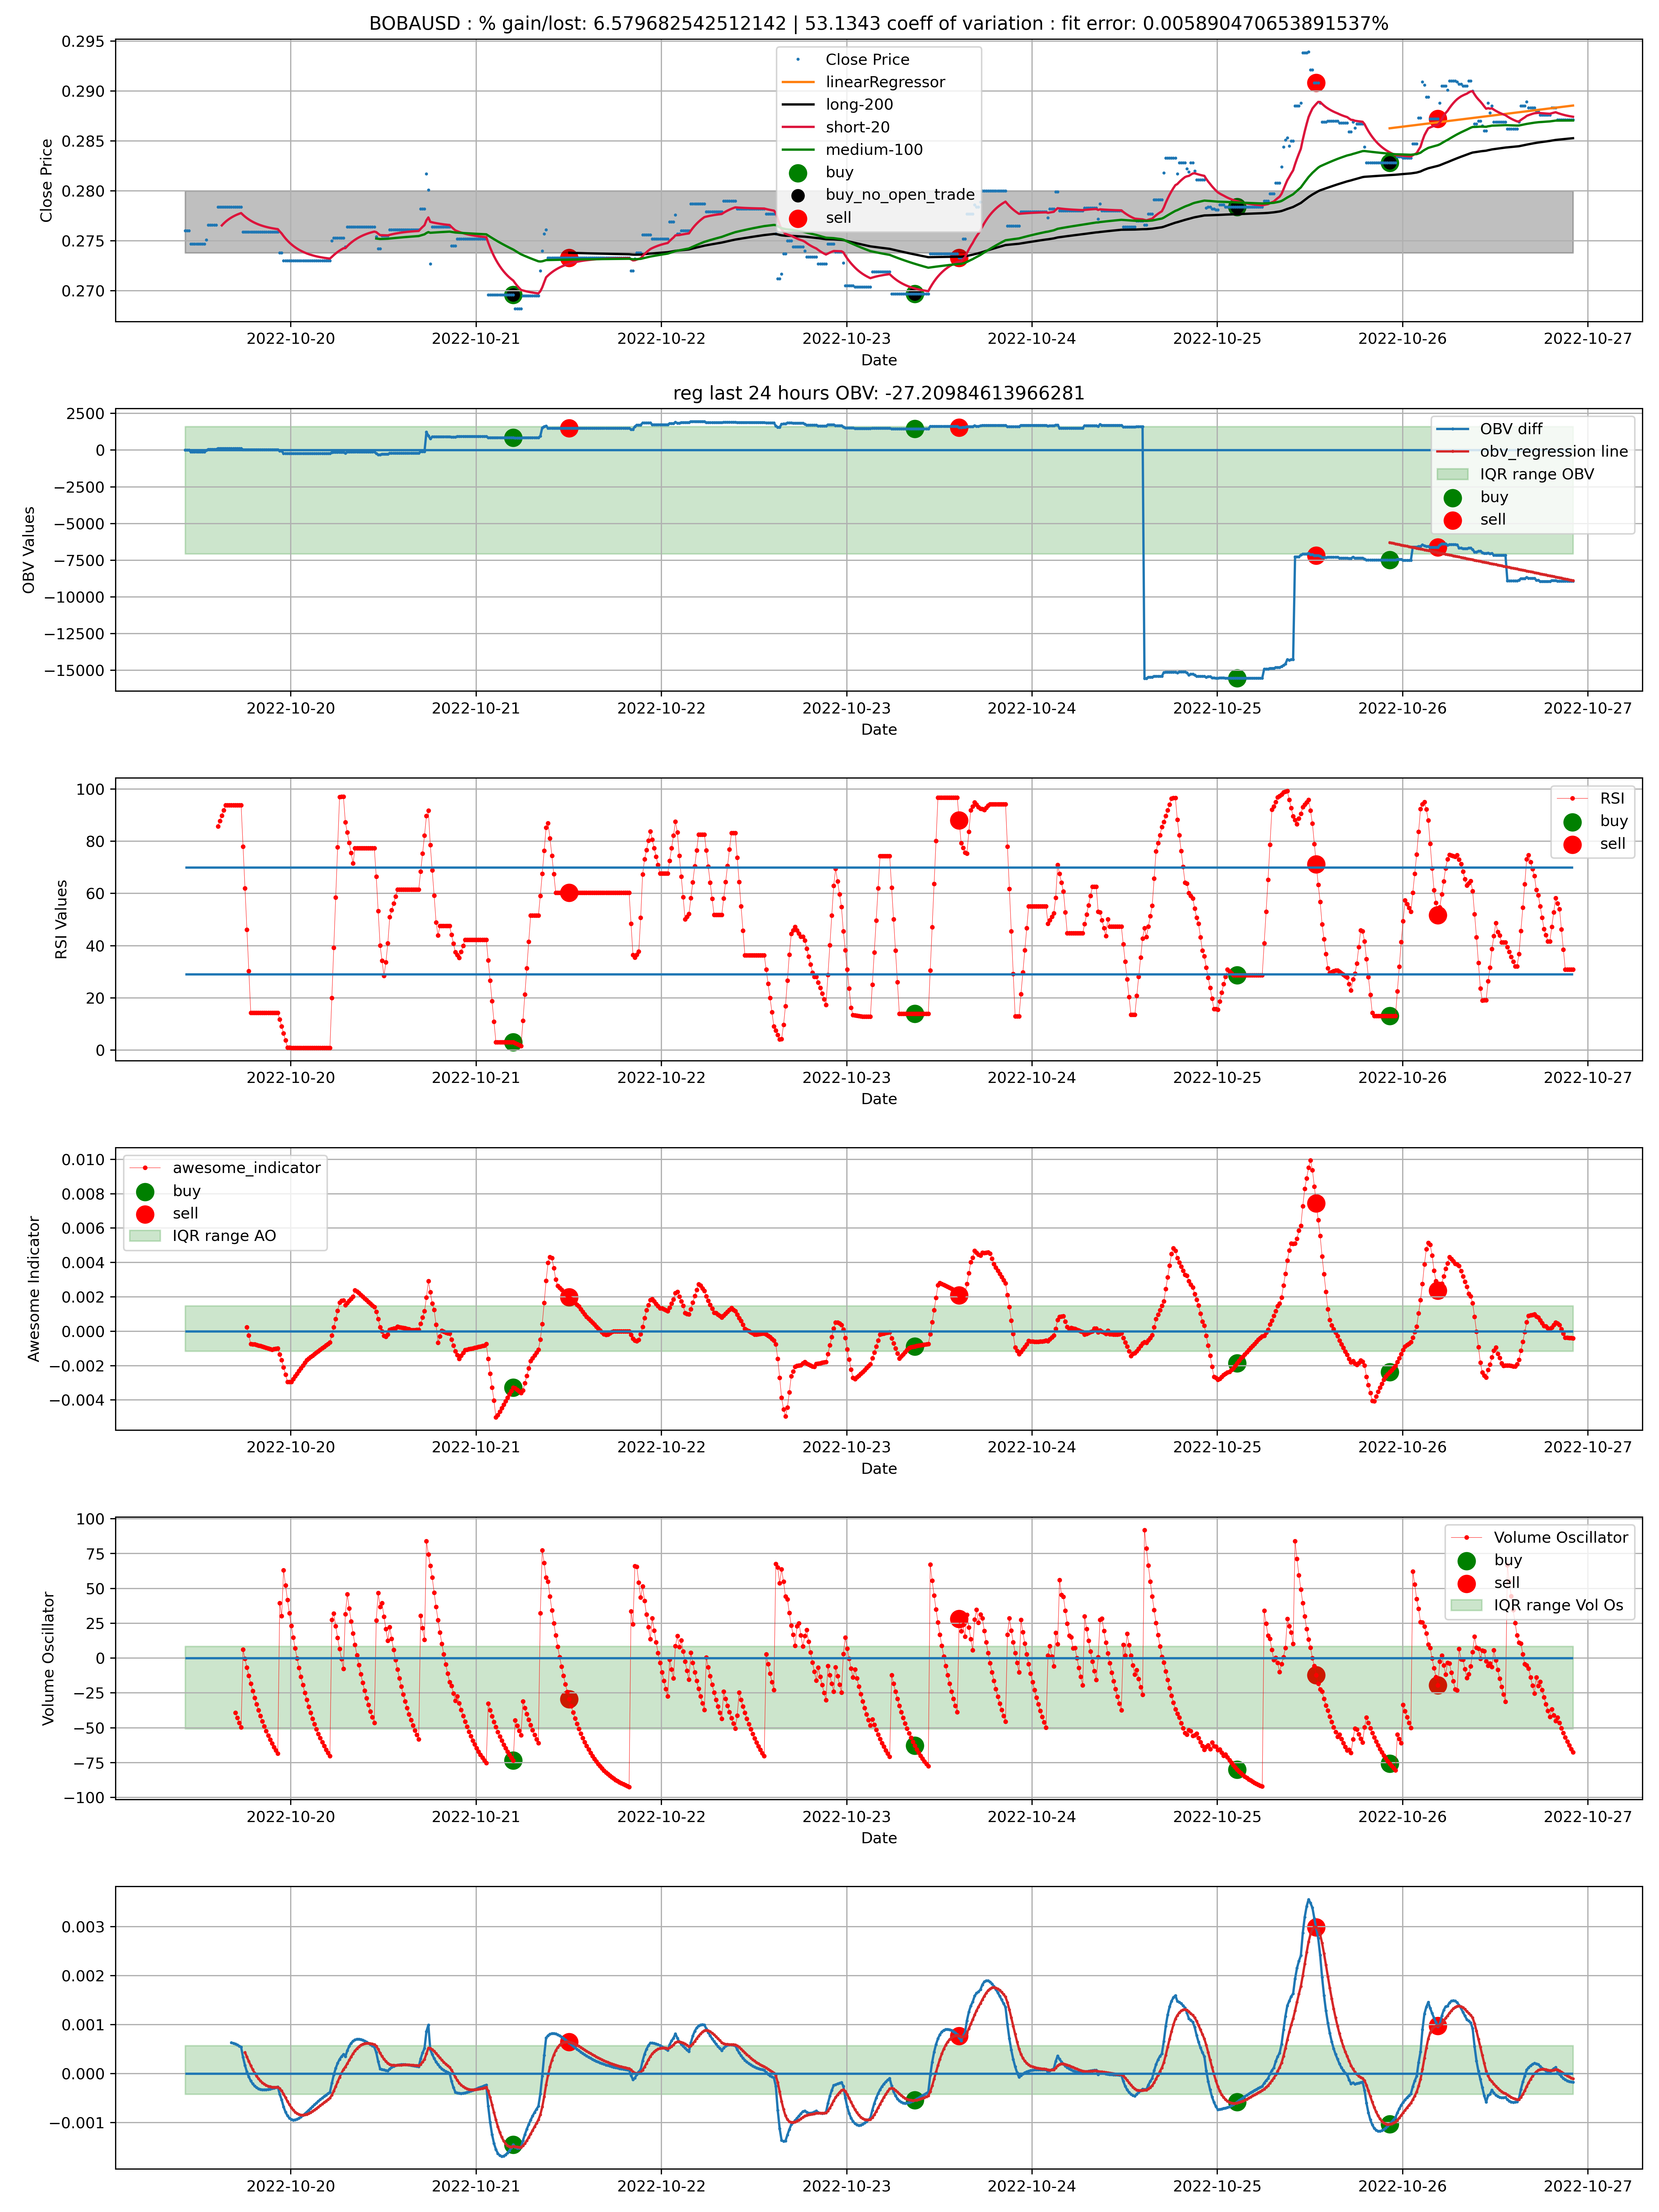 BOBAUSD : % gain/lost: 6.579682542512142 | 53.1343 coeff of variation : fit error: 0.005890470653891537%
Close Price
0.295
0.290
0.285
0.280
0.275
0.270
Close Price
linearRegressor
long-200
short-20
medium-100
buy
buy_no_open_trade
sell
2022-10-20 2022-10-21 2022-10-22 2022-10-23 2022-10-24 2022-10-25 2022-10-26 2022-10-27
Date
reg last 24 hours OBV: -27.20984613966281
OBV Values
2500
0
−2500
−5000
−7500
−10000
−12500
−15000
OBV diff
obv_regression line
IQR range OBV
buy
sell
2022-10-20 2022-10-21 2022-10-22 2022-10-23 2022-10-24 2022-10-25 2022-10-26 2022-10-27
Date
RSI Values
100
80
60
40
20
0
RSI
buy
sell
2022-10-20 2022-10-21 2022-10-22 2022-10-23 2022-10-24 2022-10-25 2022-10-26 2022-10-27
Date
Awesome Indicator
0.010
0.008
0.006
0.004
0.002
0.000
−0.002
−0.004
awesome_indicator
buy
sell
IQR range AO
2022-10-20 2022-10-21 2022-10-22 2022-10-23 2022-10-24 2022-10-25 2022-10-26 2022-10-27
Date
Volume Oscillator
100
75
50
25
0
−25
−50
−75
−100
Volume Oscillator
buy
sell
IQR range Vol Os
2022-10-20 2022-10-21 2022-10-22 2022-10-23 2022-10-24 2022-10-25 2022-10-26 2022-10-27
Date
0.003
0.002
0.001
0.000
−0.001
2022-10-20 2022-10-21 2022-10-22 2022-10-23 2022-10-24 2022-10-25 2022-10-26 2022-10-27